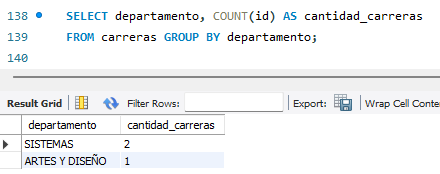 138 SELECT departamento, COUNT(id) AS cantidad_carreras
139 FROM carreras GROUP BY departamento;
140
Result Grid Filter Rows: Export: Wrap Cell Conte
departamento cantidad_carreras
SISTEMAS 2
ARTES Y DISEÑO 1